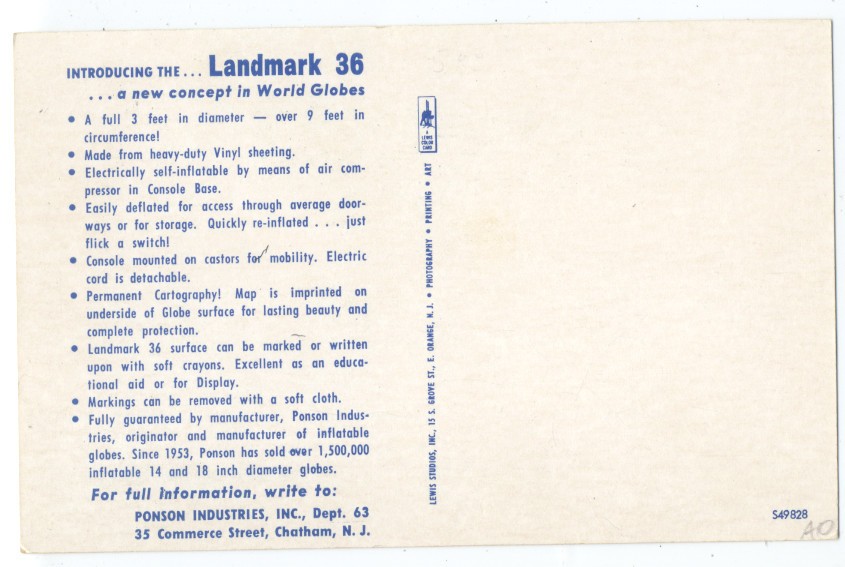 INTRODUCING THE... Landmark 36
...a new concept in World Globes
• A full 3 feet in diameter — over 9 feet in
circumference!
• Made from heavy-duty Vinyl sheeting.
• Electrically self-inflatable by means of air com-
pressor in Console Base.
• Easily deflated for access through average door-
ways or for storage. Quickly re-inflated . . . just
flick a switch!
• Console mounted on castors for mobility. Electric
cord is detachable.
• Permanent Cartography! Map is imprinted on
underside of Globe surface for lasting beauty and
complete protection.
• Landmark 36 surface can be marked or written
upon with soft crayons. Excellent as an educa-
tional aid or for Display.
• Markings can be removed with a soft cloth.
• Fully guaranteed by manufacturer, Ponson Indus-
tries, originator and manufacturer of inflatable
globes. Since 1953, Ponson has sold over 1,500,000
inflatable 14 and 18 inch diameter globes.
For full information, write to:
PONSON INDUSTRIES, INC., Dept. 63
35 Commerce Street, Chatham, N. J.
A
LEWIS
COLOR
CARD
LEWIS STUDIOS, INC., 15 S. GROVE ST., E. ORANGE, N. J. • PHOTOGRAPHY • PRINTING • ART
S49828